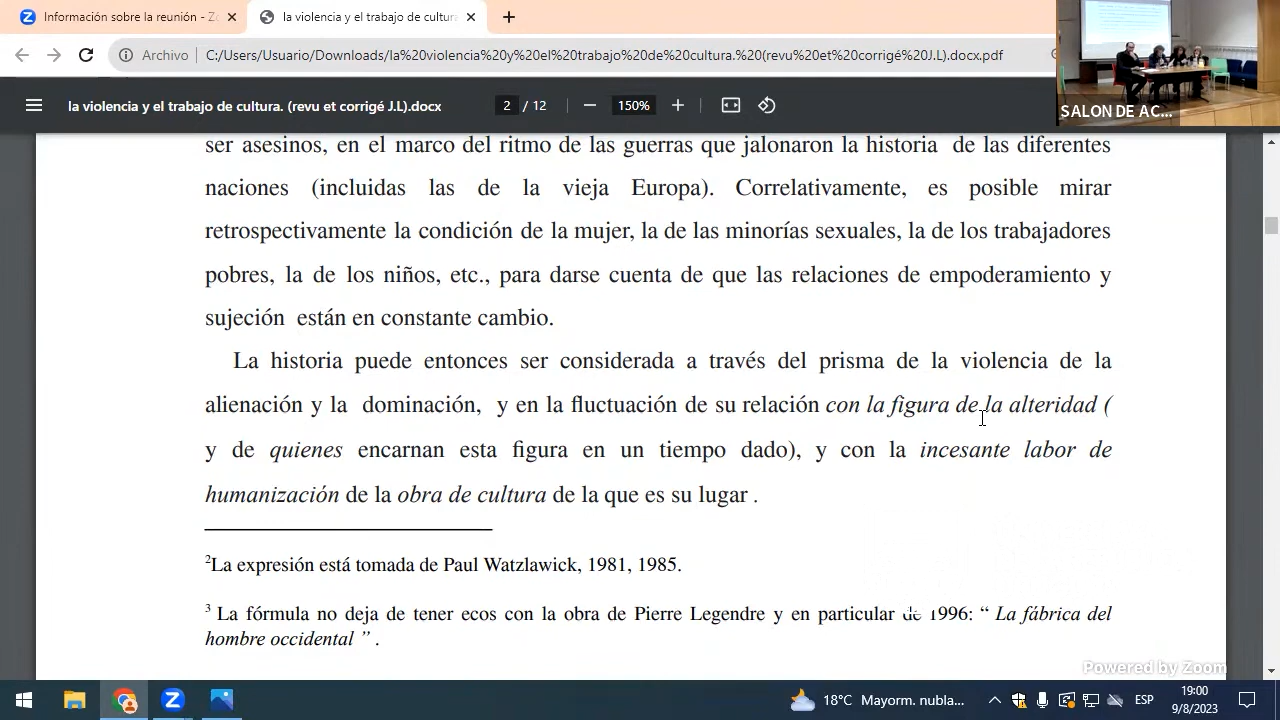 Información sobre la reunión - Zo
la violencia y el trabajo de cultura
Archivo
C:/Users/Usuario/Downloads/la%20violencia%20y%20el%20trabajo%20de%20cultura.%20(revu%20et%20corrigé%20J.L).docx.pdf
SALON DE AC...
la violencia y el trabajo de cultura. (revu et corrigé J.L).docx
2 / 12
150%
ser asesinos, en el marco del ritmo de las guerras que jalonaron la historia de las diferentes
naciones (incluidas las de la vieja Europa). Correlativamente, es posible mirar
retrospectivamente la condición de la mujer, la de las minorías sexuales, la de los trabajadores
pobres, la de los niños, etc., para darse cuenta de que las relaciones de empoderamiento y
sujeción están en constante cambio.
La historia puede entonces ser considerada a través del prisma de la violencia de la
alienación y la dominación, y en la fluctuación de su relación con la figura de la alteridad (
y de quienes encarnan esta figura en un tiempo dado), y con la incesante labor de
humanización de la obra de cultura de la que es su lugar .
2La expresión está tomada de Paul Watzlawick, 1981, 1985.
3 La fórmula no deja de tener ecos con la obra de Pierre Legendre y en particular de 1996: “ La fábrica del
hombre occidental ” .
Powered by Zoom
18°C Mayorm. nubla...
ESP
19:00
9/8/2023